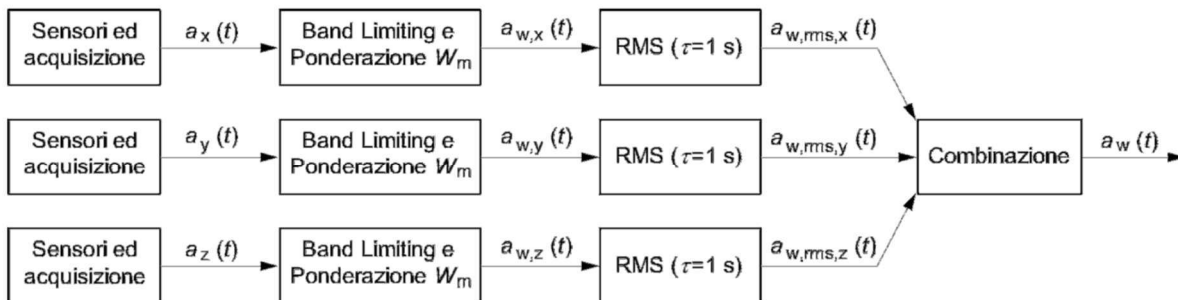 Sensori ed
acquisizione
a_x (t)
Band Limiting e
Ponderazione W_m
a_w,x (t)
RMS (τ=1 s)
a_w,rms,x (t)
Sensori ed
acquisizione
a_y (t)
Band Limiting e
Ponderazione W_m
a_w,y (t)
RMS (τ=1 s)
a_w,rms,y (t)
Combinazione
a_w (t)
Sensori ed
acquisizione
a_z (t)
Band Limiting e
Ponderazione W_m
a_w,z (t)
RMS (τ=1 s)
a_w,rms,z (t)